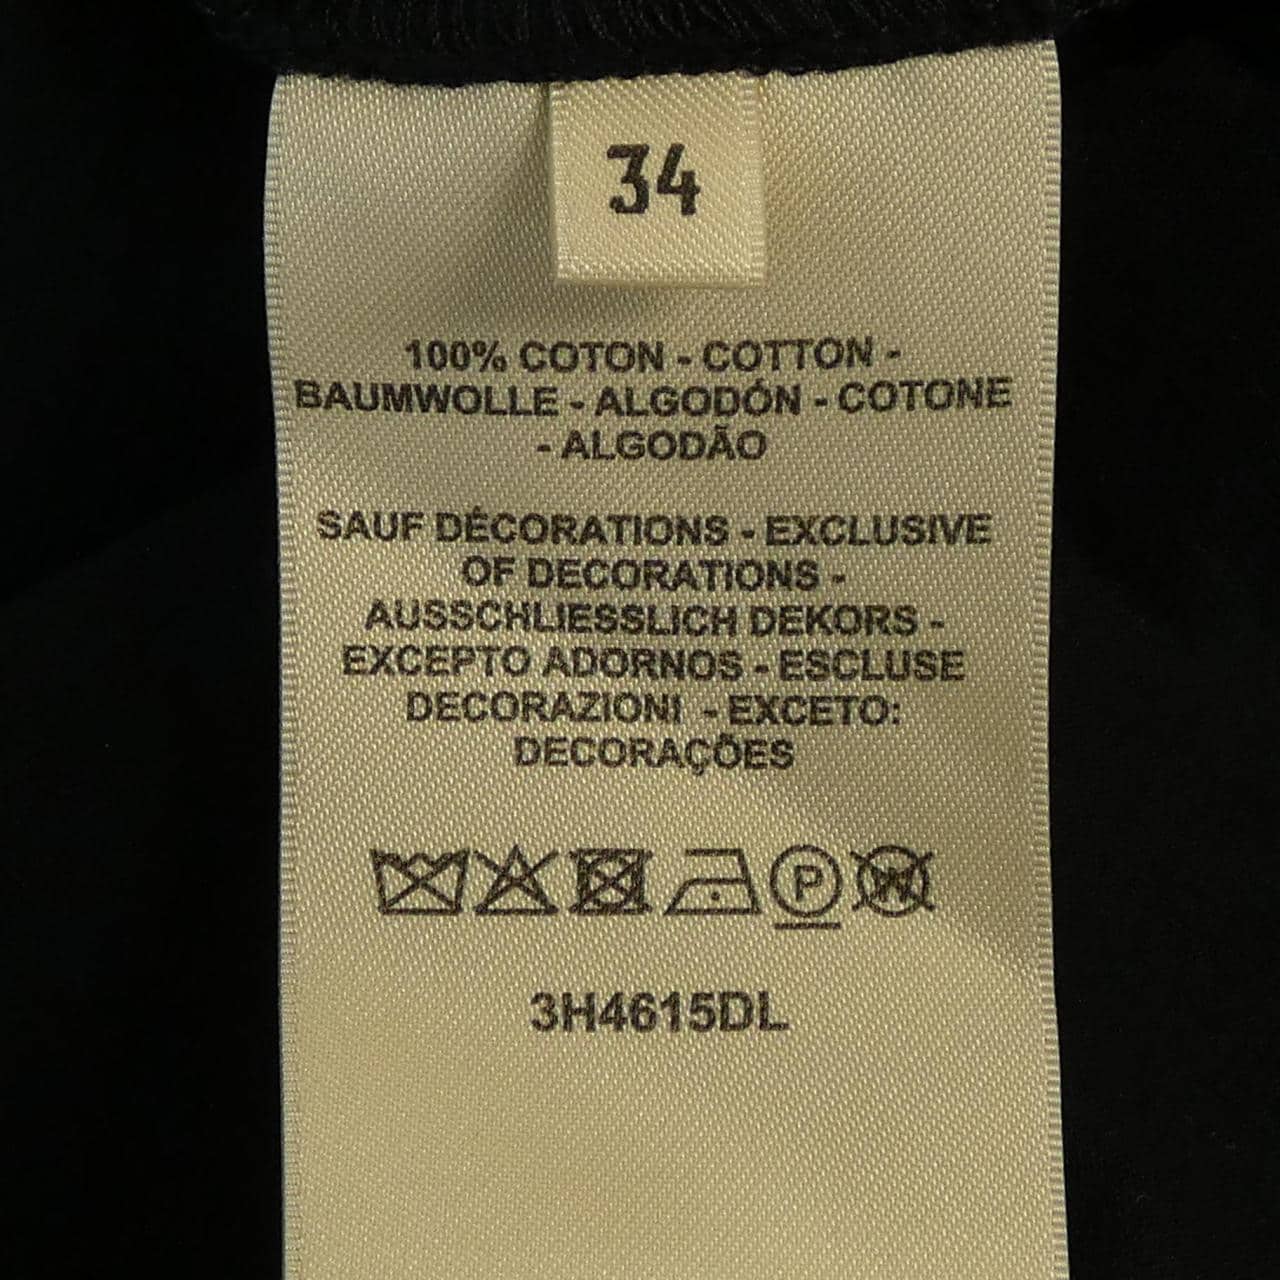 34
100% COTON - COTTON -
BAUMWOLLE - ALGODÓN - COTONE
- ALGODÃO
SAUF DÉCORATIONS - EXCLUSIVE
OF DECORATIONS -
AUSSCHLIESSLICH DEKORS -
EXCEPTO ADORNOS - ESCLUSE
DECORAZIONI - EXCETO:
DECORAÇÕES
P W
3H4615DL